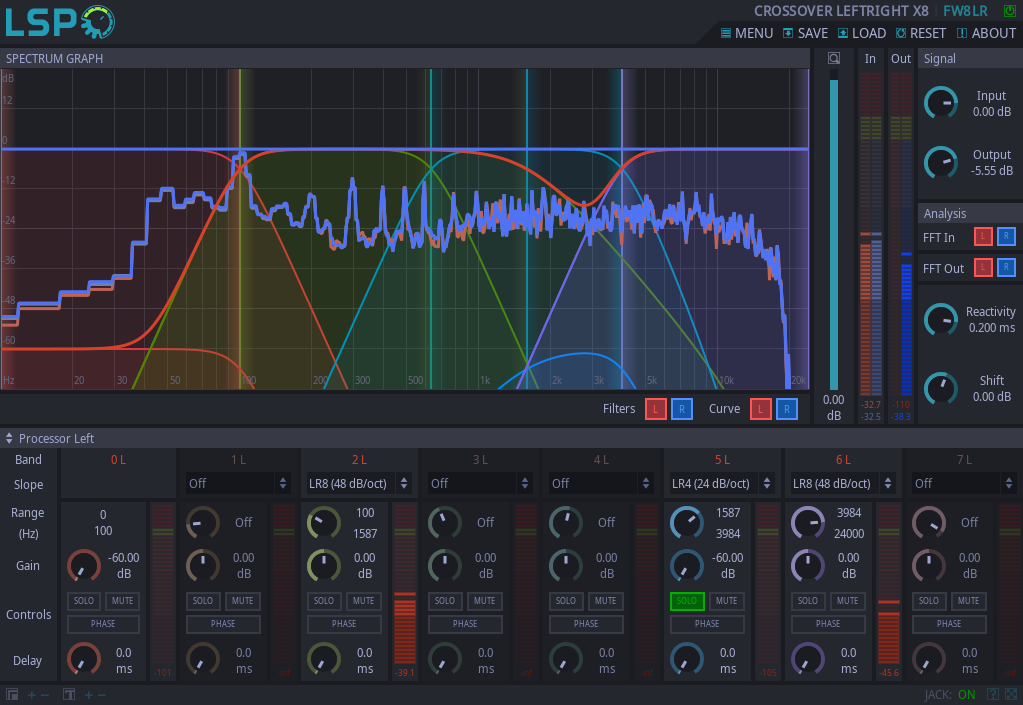 LSP
CROSSOVER LEFTRIGHT X8 FW8LR
MENU SAVE LOAD RESET ABOUT
SPECTRUM GRAPH
In Out Signal
dB
12
0
-12
-24
-36
-48
-60
Hz 20 30 50 100 200 300 500 1k 2k 3k 5k 10k 20k
Input
0.00 dB
Output
-5.55 dB
Analysis
FFT In L R
FFT Out L R
Reactivity
0.200 ms
Shift
0.00 dB
0.00
dB
-32.7 -110
-32.5 -38.3
Filters L R Curve L R
Processor Left
Band 0 L 1 L 2 L 3 L 4 L 5 L 6 L 7 L
Slope Off LR8 (48 dB/oct) Off Off LR4 (24 dB/oct) LR8 (48 dB/oct) Off
Range 0 Off 100 Off Off 1587 3984 Off
(Hz) 100 1587 3984 24000
Gain -60.00 0.00 0.00 0.00 0.00 -60.00 0.00 0.00
dB dB dB dB dB dB dB dB
Controls SOLO MUTE SOLO MUTE SOLO MUTE SOLO MUTE SOLO MUTE SOLO MUTE SOLO MUTE SOLO MUTE
PHASE PHASE PHASE PHASE PHASE PHASE PHASE PHASE
Delay 0.0 0.0 0.0 0.0 0.0 0.0 0.0 0.0
ms ms ms ms ms ms ms ms
-101 -inf -39.1 -inf -inf -105 -45.6 -inf
JACK: ON